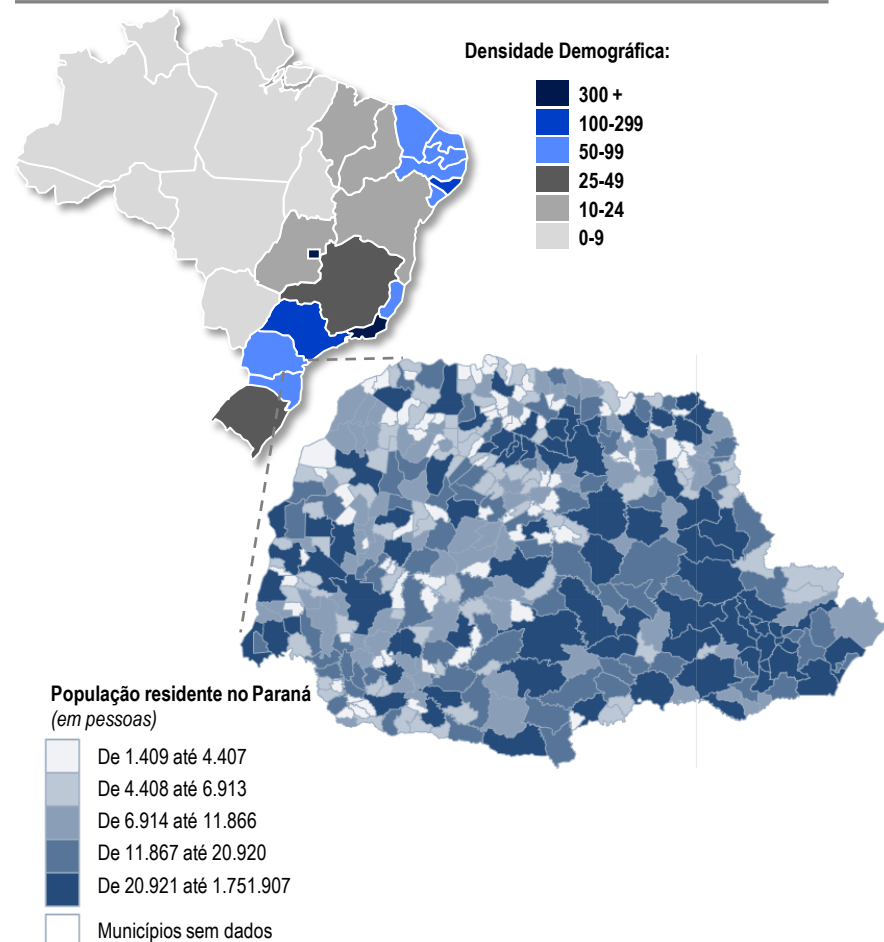 Densidade Demográfica:
300 +
100-299
50-99
25-49
10-24
0-9
População residente no Paraná
(em pessoas)
De 1.409 até 4.407
De 4.408 até 6.913
De 6.914 até 11.866
De 11.867 até 20.920
De 20.921 até 1.751.907
Municípios sem dados